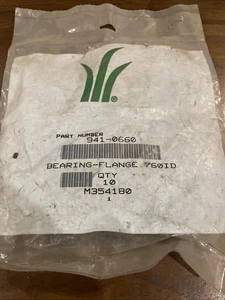 PART NUMBER
941-0660
BEARING-FLANGE 760ID
QTY
10
M354180
1